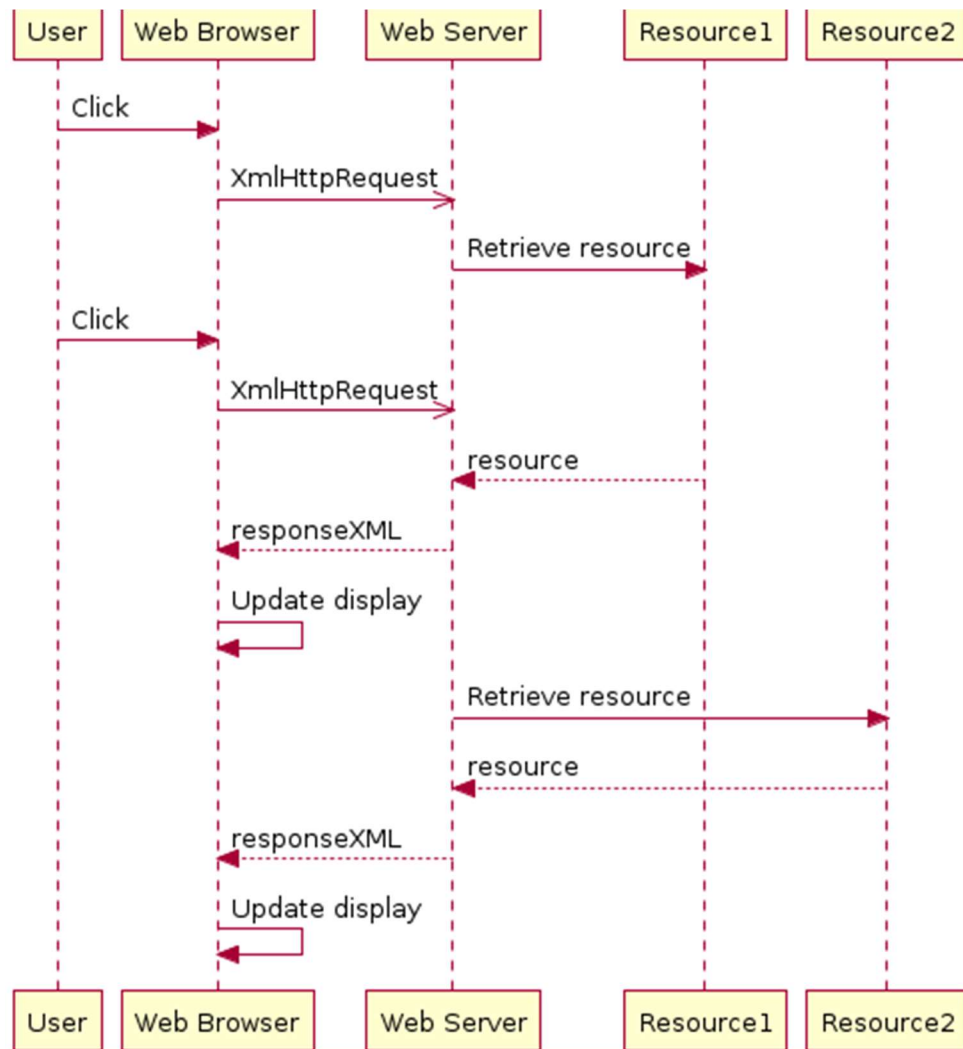 User
Web Browser
Web Server
Resource1
Resource2
Click
XmlHttpRequest
Retrieve resource
Click
XmlHttpRequest
resource
responseXML
Update display
Retrieve resource
resource
responseXML
Update display
User
Web Browser
Web Server
Resource1
Resource2